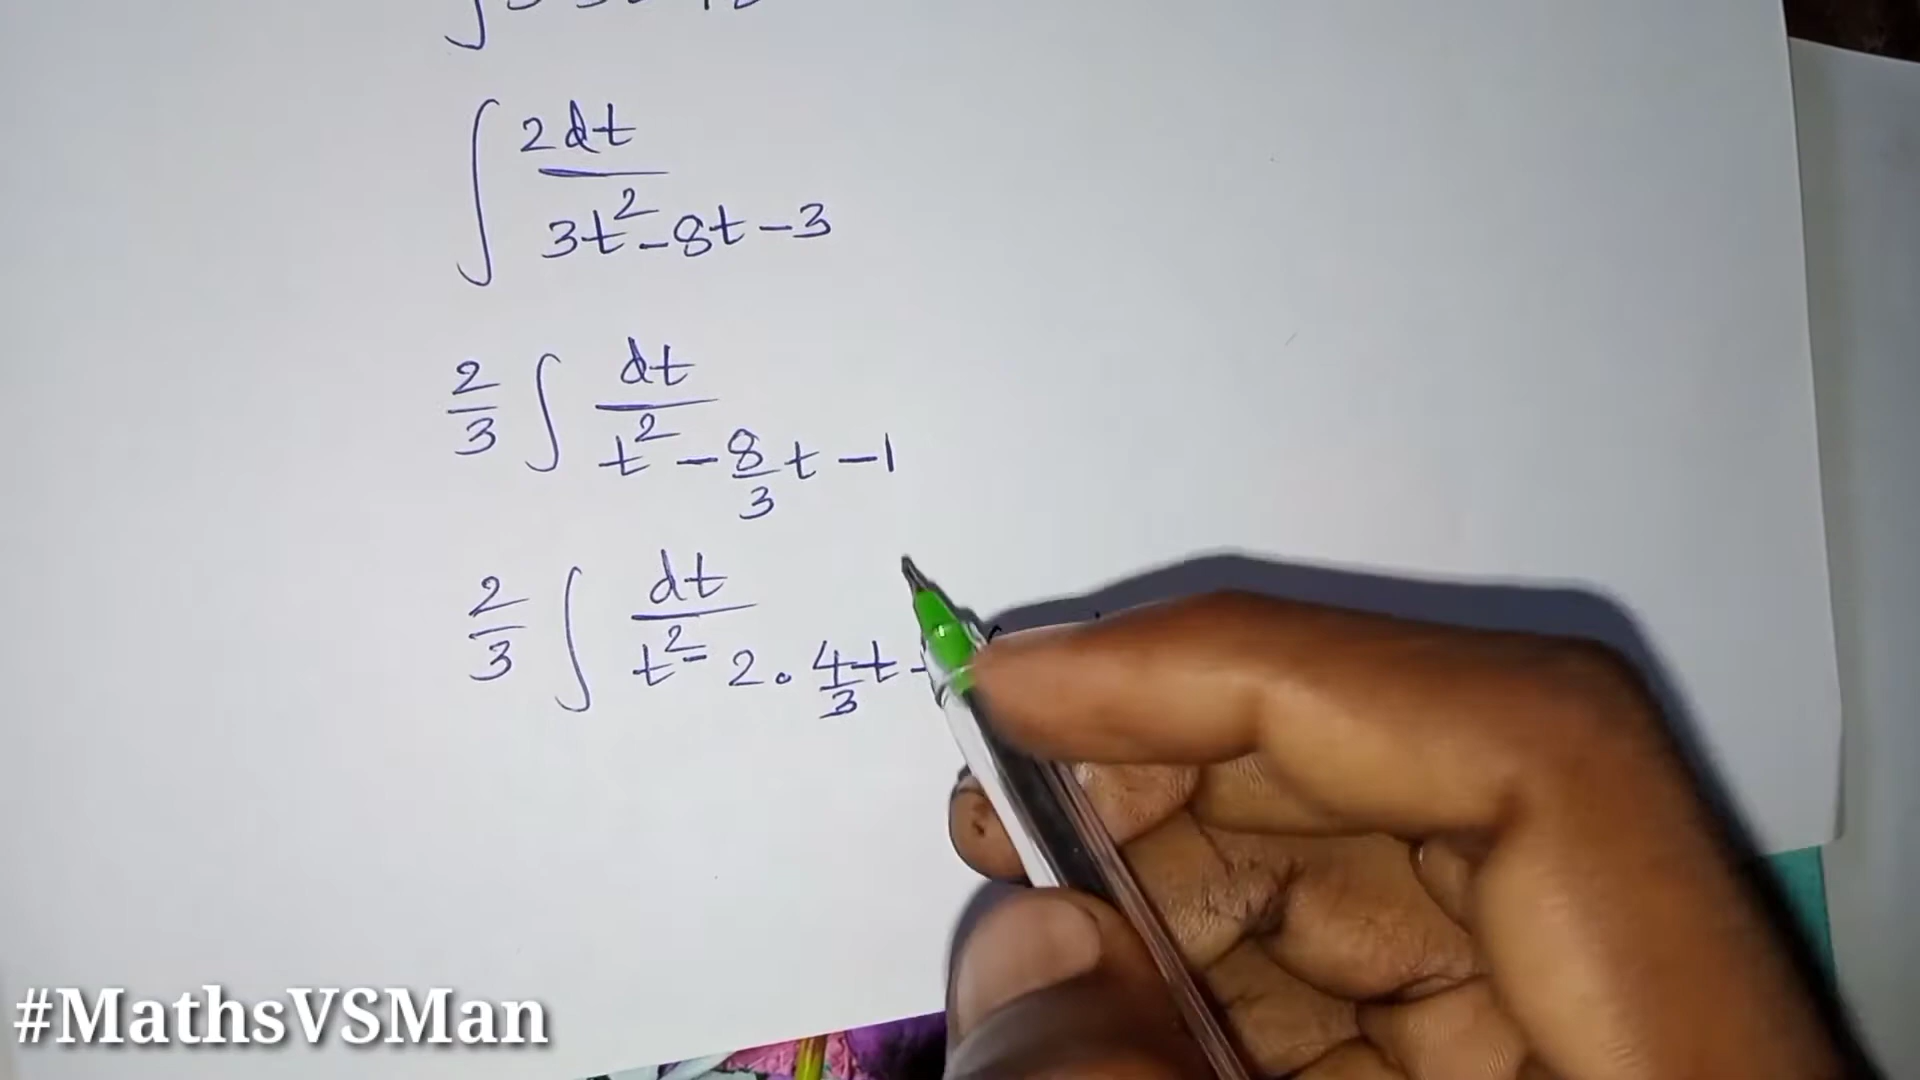 ∫ 2dt / 3t² - 8t - 3
2/3 ∫ dt / t² - 8/3 t - 1
2/3 ∫ dt / t² - 2 · 4/3 t -
#MathsVSMan